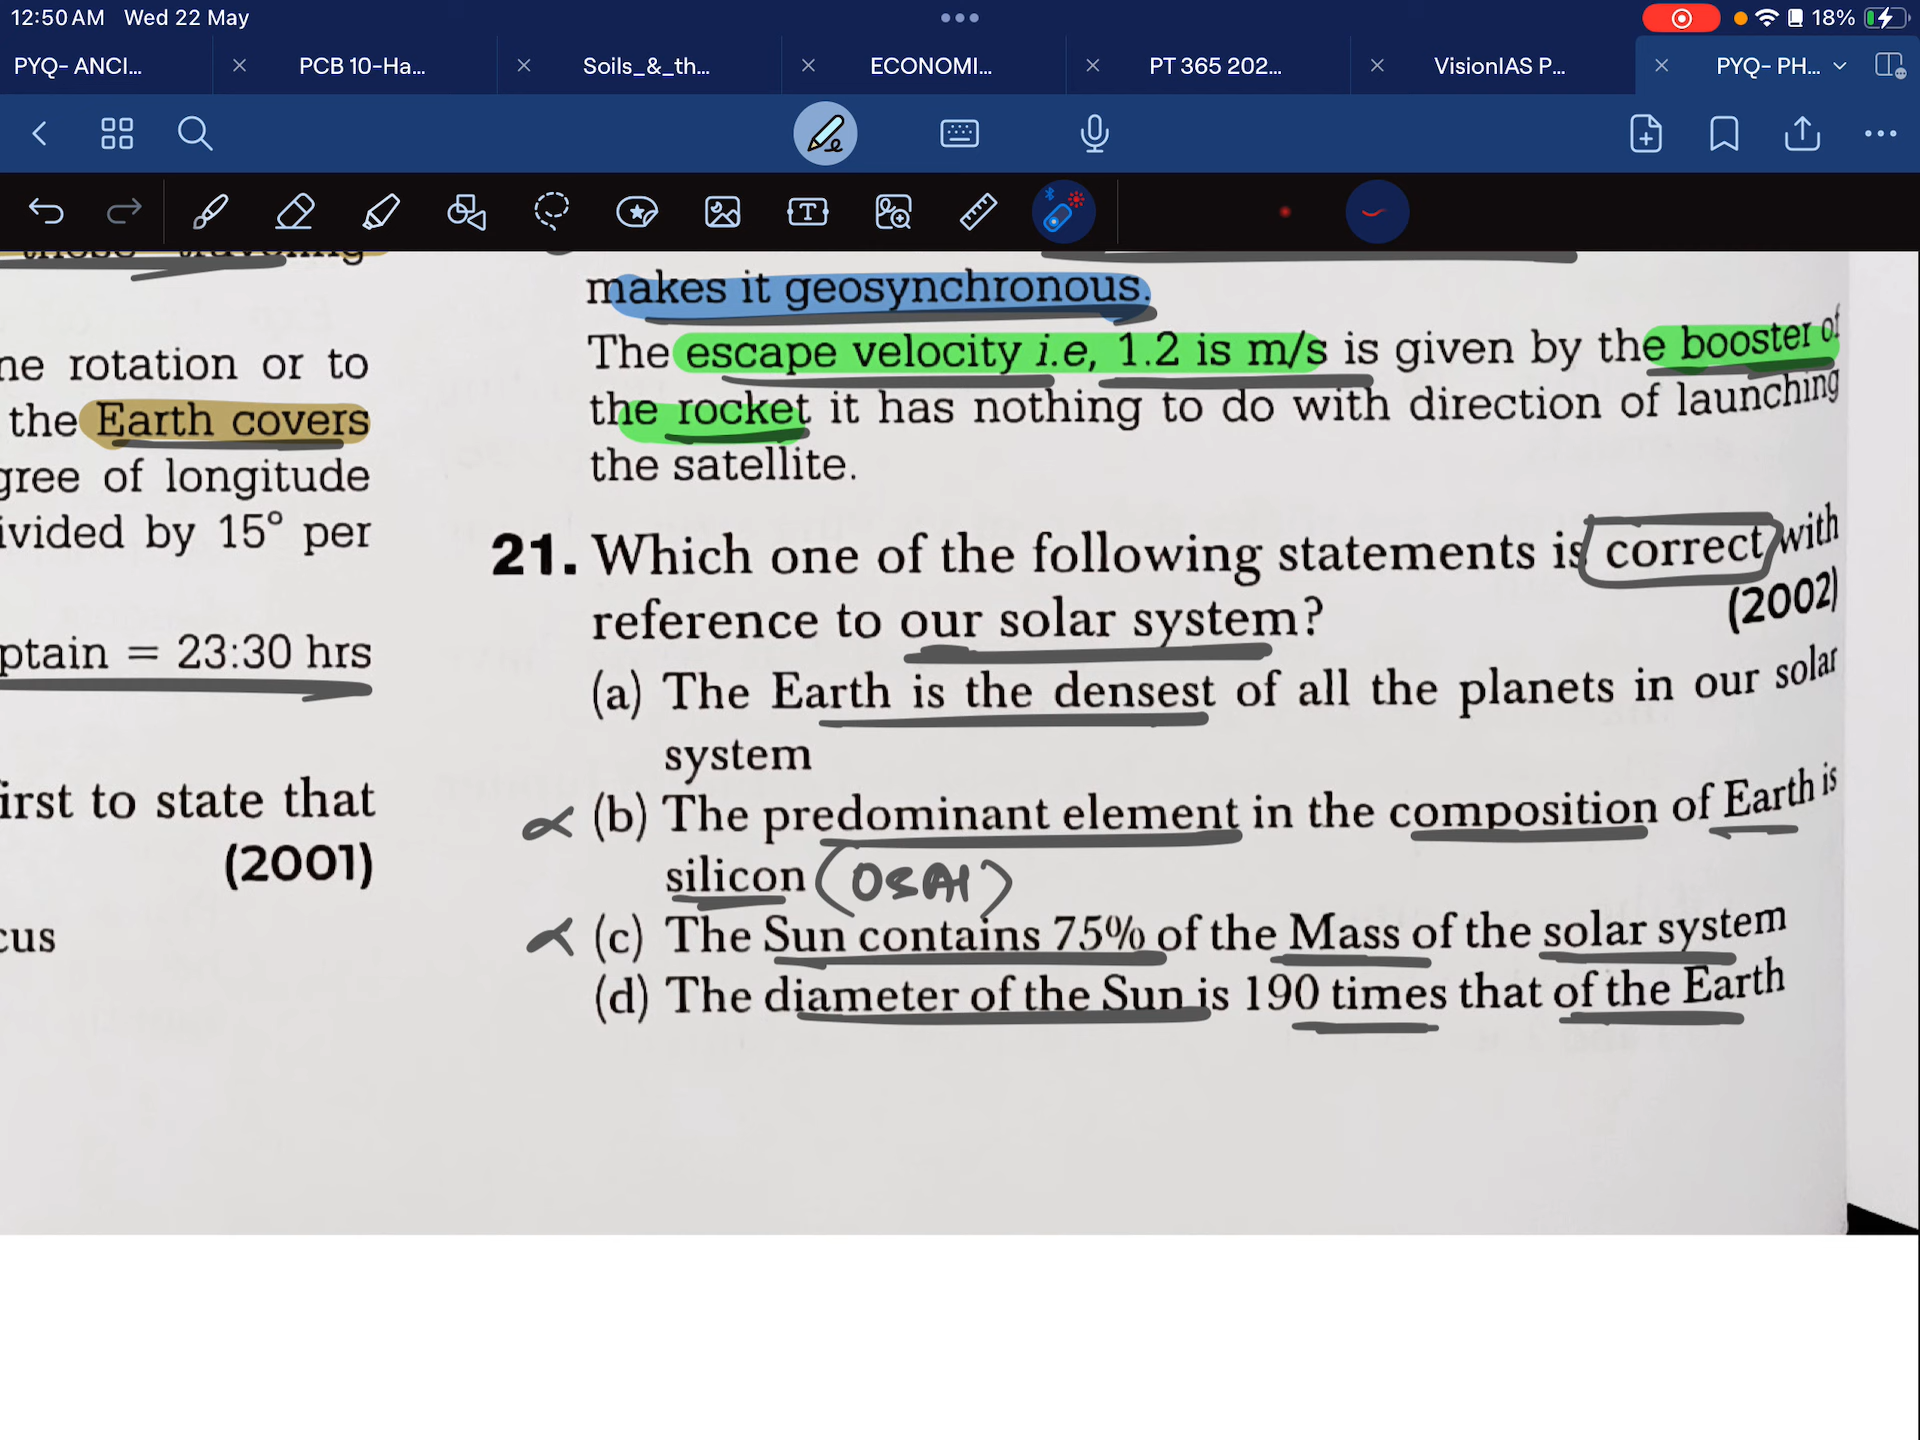 12:50 AM Wed 22 May
18%
PYQ- ANCI...
PCB 10-Ha...
Soils_&_th...
ECONOMI...
PT 365 202...
VisionIAS P...
PYQ- PH...
makes it geosynchronous.
The escape velocity i.e, 1.2 is m/s is given by the booster of
the rocket it has nothing to do with direction of launching
the satellite.
ne rotation or to
the Earth covers
gree of longitude
ivided by 15° per
ptain = 23:30 hrs
irst to state that
(2001)
cus
21. Which one of the following statements is correct with
reference to our solar system? (2002)
(a) The Earth is the densest of all the planets in our solar
system
(b) The predominant element in the composition of Earth is
silicon (OSAI)
(c) The Sun contains 75% of the Mass of the solar system
(d) The diameter of the Sun is 190 times that of the Earth